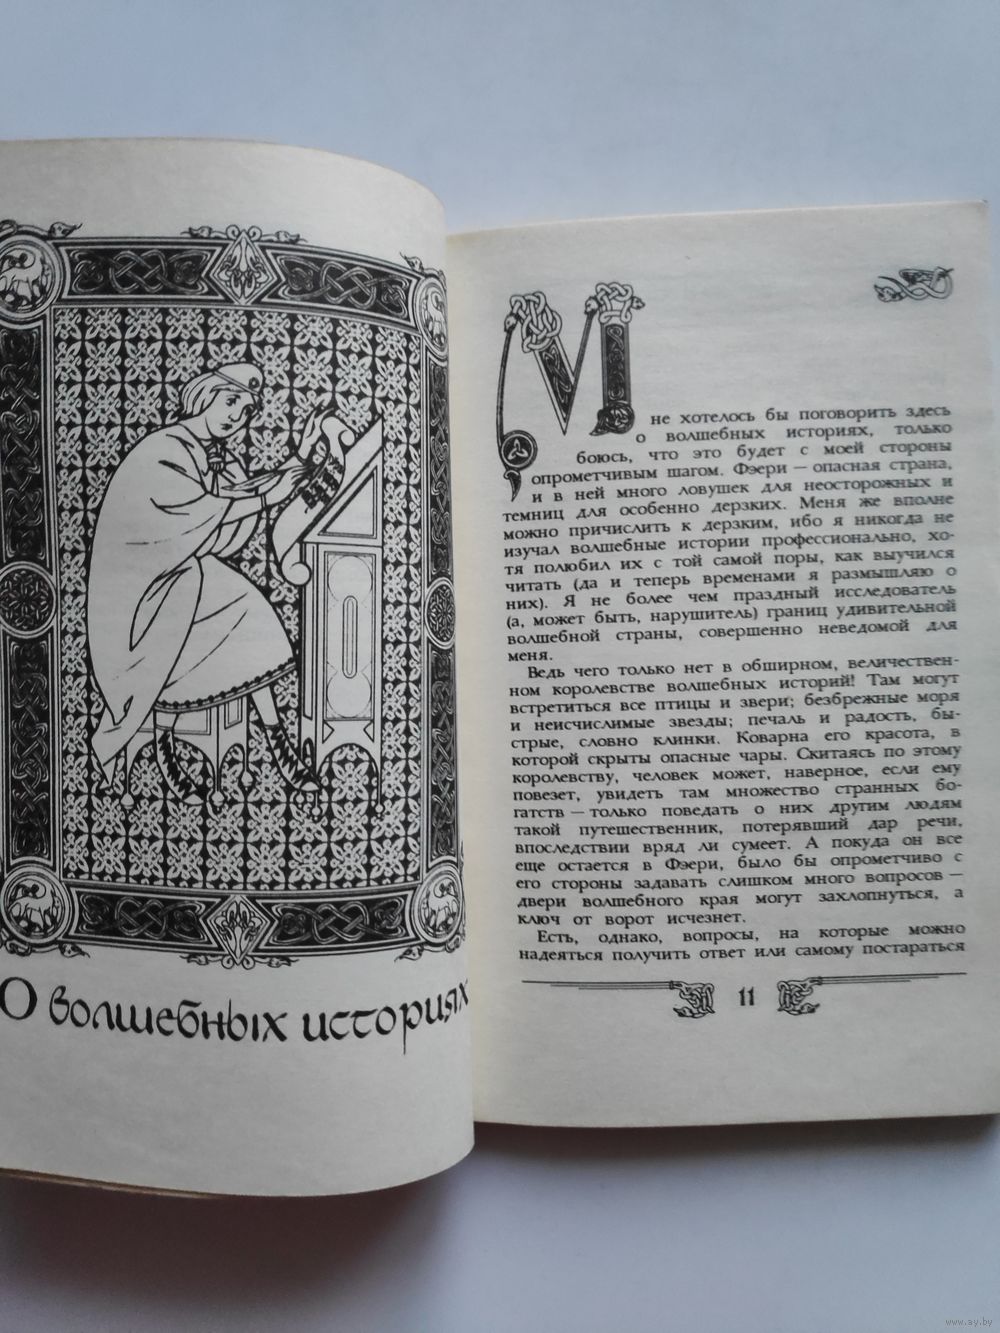 О волшебных историях
Мне хотелось бы поговорить здесь
о волшебных историях, только
боюсь, что это будет с моей стороны
опрометчивым шагом. Фэери — опасная страна,
и в ней много ловушек для неосторожных и
темниц для особенно дерзких. Меня же вполне
можно причислить к дерзким, ибо я никогда не
изучал волшебные истории профессионально, хо-
тя полюбил их с той самой поры, как выучился
читать (да и теперь временами я размышляю о
них). Я не более чем праздный исследователь
(а, может быть, нарушитель) границ удивительной
волшебной страны, совершенно неведомой для
меня.
Ведь чего только нет в обширном, величествен-
ном королевстве волшебных историй! Там могут
встретиться все птицы и звери; безбрежные моря
и неисчислимые звезды; печаль и радость, бы-
стрые, словно клинки. Коварна его красота, в
которой скрыты опасные чары. Скитаясь по этому
королевству, человек может, наверное, если ему
повезет, увидеть там множество странных бо-
гатств — только поведать о них другим людям
такой путешественник, потерявший дар речи,
впоследствии вряд ли сумеет. А покуда он все
еще остается в Фэери, было бы опрометчиво с
его стороны задавать слишком много вопросов —
двери волшебного края могут захлопнуться, а
ключ от ворот исчезнет.
Есть, однако, вопросы, на которые можно
надеяться получить ответ или самому постараться
11
www.ay.by